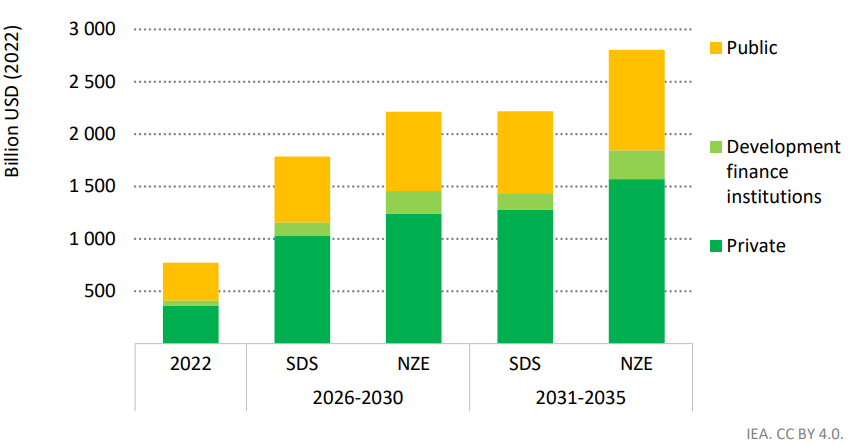 Billion USD (2022)
3 000
2 500
2 000
1 500
1 000
500
2022
SDS
NZE
SDS
NZE
2026-2030
2031-2035
Public
Development
finance
institutions
Private
IEA. CC BY 4.0.